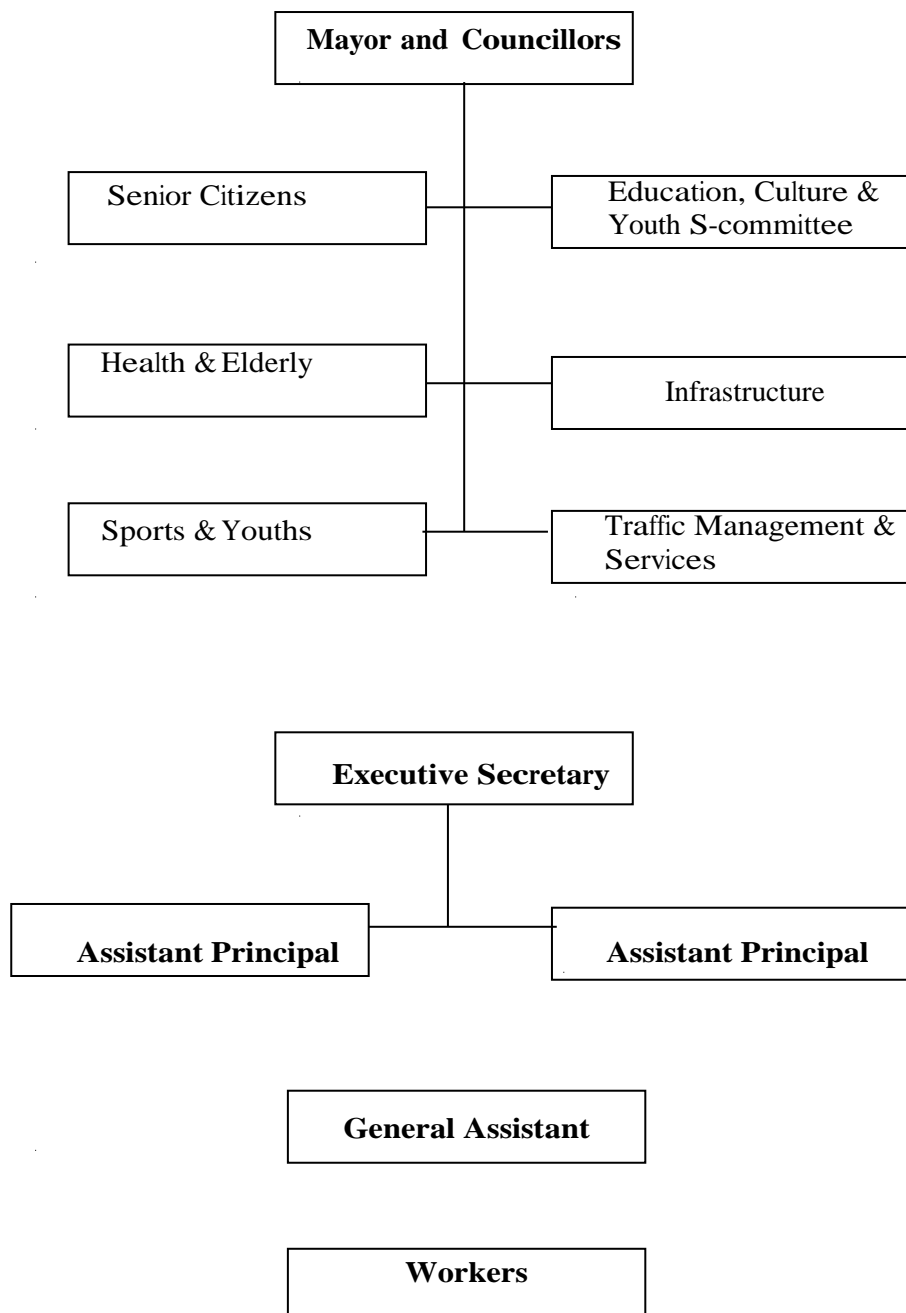 Mayor and Councillors
Senior Citizens
Education, Culture &
Youth S-committee
Health & Elderly
Infrastructure
Sports & Youths
Traffic Management &
Services
Executive Secretary
Assistant Principal
Assistant Principal
General Assistant
Workers